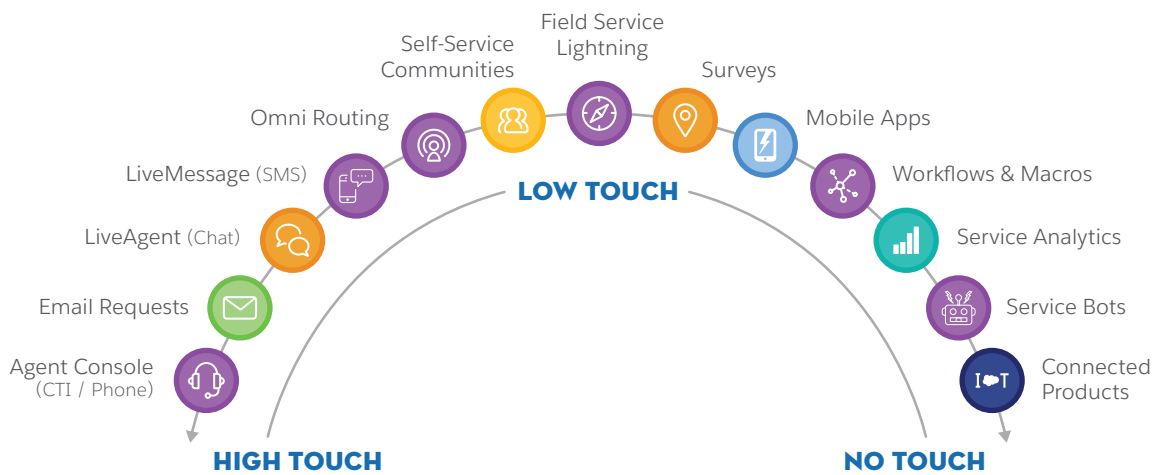 Field Service
Lightning
Self-Service
Communities
Surveys
Omni Routing
Mobile Apps
LiveMessage (SMS)
Workflows & Macros
LOW TOUCH
LiveAgent (Chat)
Service Analytics
Email Requests
Service Bots
Agent Console
(CTI / Phone)
I T
Connected
Products
HIGH TOUCH
NO TOUCH